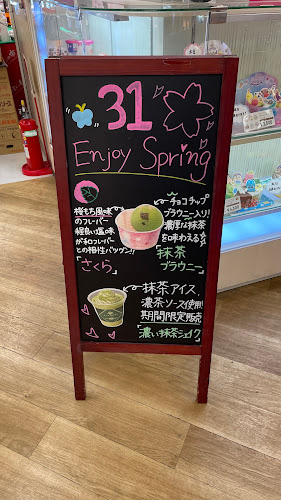 31
Enjoy Spring
桜もち風味
のフレーバー
程良い塩味
が和フレーバー
との相性バツグン!!
「さくら」
チョコチップ
ブラウニー入り!
濃厚な抹茶
を味わえる
抹茶
ブラウニー
抹茶アイス、
濃茶ソース使用
期間限定販売
「濃い抹茶シェイク」